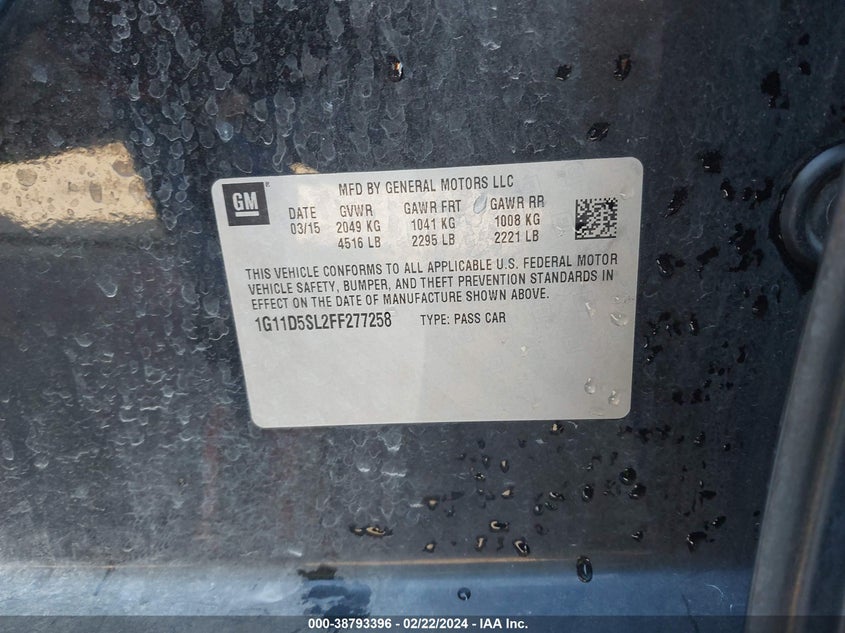 GM ®
MFD BY GENERAL MOTORS LLC
DATE GVWR GAWR FRT GAWR RR
03/15 2049 KG 1041 KG 1008 KG
4516 LB 2295 LB 2221 LB
THIS VEHICLE CONFORMS TO ALL APPLICABLE U.S. FEDERAL MOTOR
VEHICLE SAFETY, BUMPER, AND THEFT PREVENTION STANDARDS IN
EFFECT ON THE DATE OF MANUFACTURE SHOWN ABOVE.
1G11D5SL2FF277258 TYPE: PASS CAR
000-38793396 - 02/22/2024 - IAA Inc.